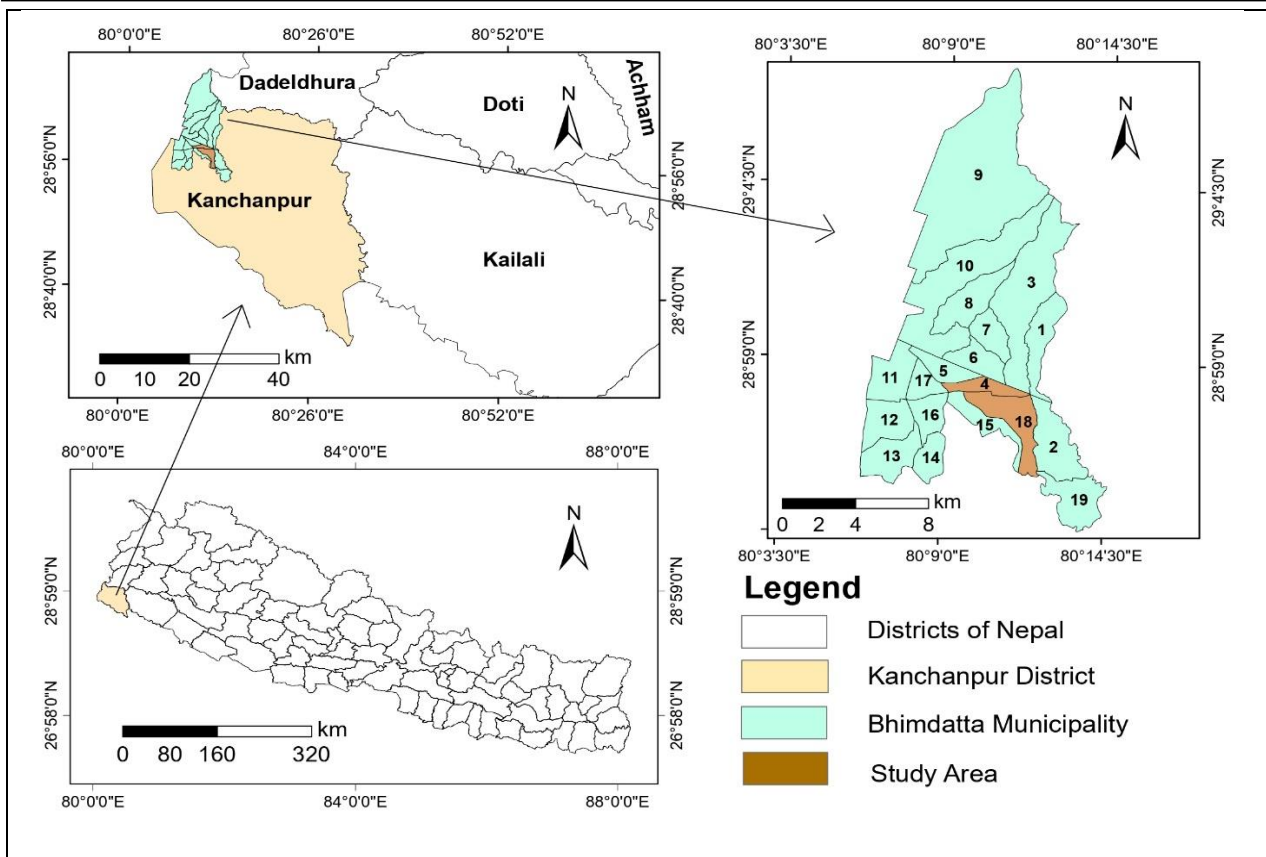 80°0'0"E 80°26'0"E 80°52'0"E
28°56'0"N
28°40'0"N
Dadeldhura
Doti
Achham
N
Kanchanpur
Kailali
28°56'0"N
28°40'0"N
km
0 10 20 40
80°0'0"E 80°26'0"E 80°52'0"E
80°0'0"E 84°0'0"E 88°0'0"E
28°59'0"N
26°58'0"N
N
km
0 80 160 320
28°59'0"N
26°58'0"N
80°0'0"E 84°0'0"E 88°0'0"E
80°3'30"E 80°9'0"E 80°14'30"E
29°4'30"N
28°59'0"N
N
9
10
3
8
7
1
6
5
4
11
17
12
16
15
18
2
13
14
19
29°4'30"N
28°59'0"N
km
0 2 4 8
80°3'30"E 80°9'0"E 80°14'30"E
Legend
Districts of Nepal
Kanchanpur District
Bhimdatta Municipality
Study Area